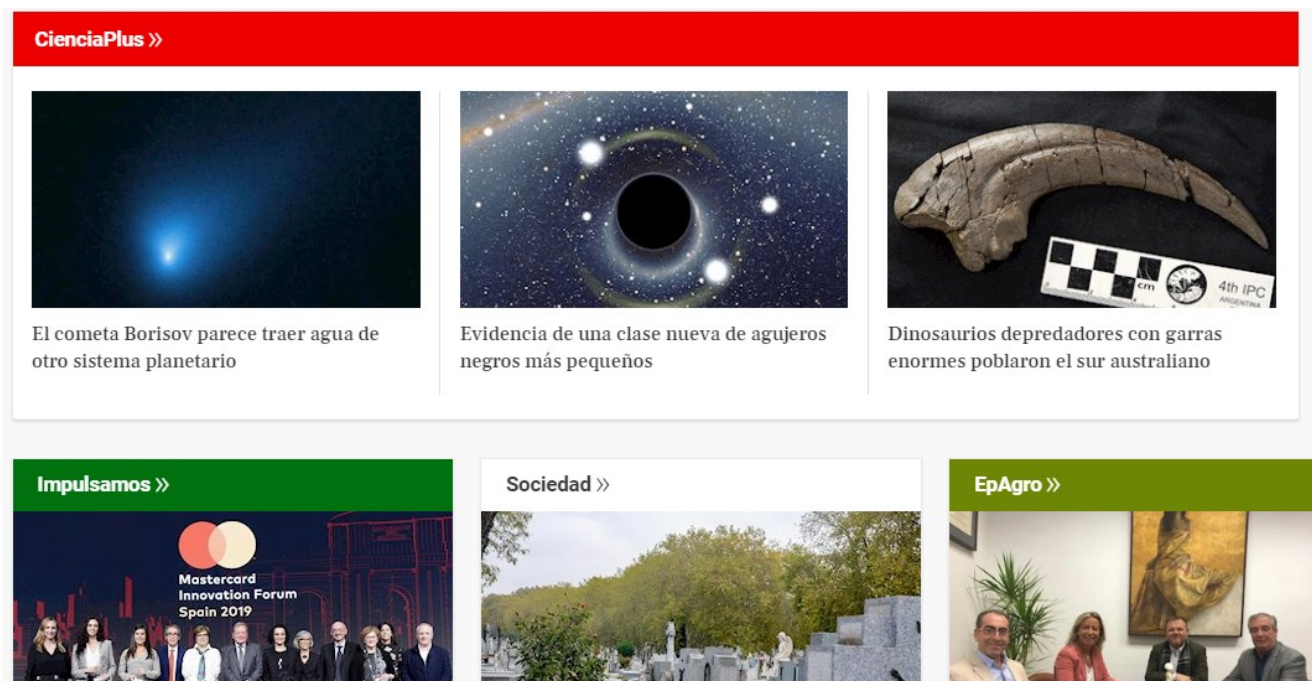 CienciaPlus »
El cometa Borisov parece traer agua de
otro sistema planetario
Evidencia de una clase nueva de agujeros
negros más pequeños
cm
4th IPC
ARGENTINA
Dinosaurios depredadores con garras
enormes poblaron el sur australiano
Impulsamos »
Mastercard
Innovation Forum
Spain 2019
Sociedad »
EpAgro »